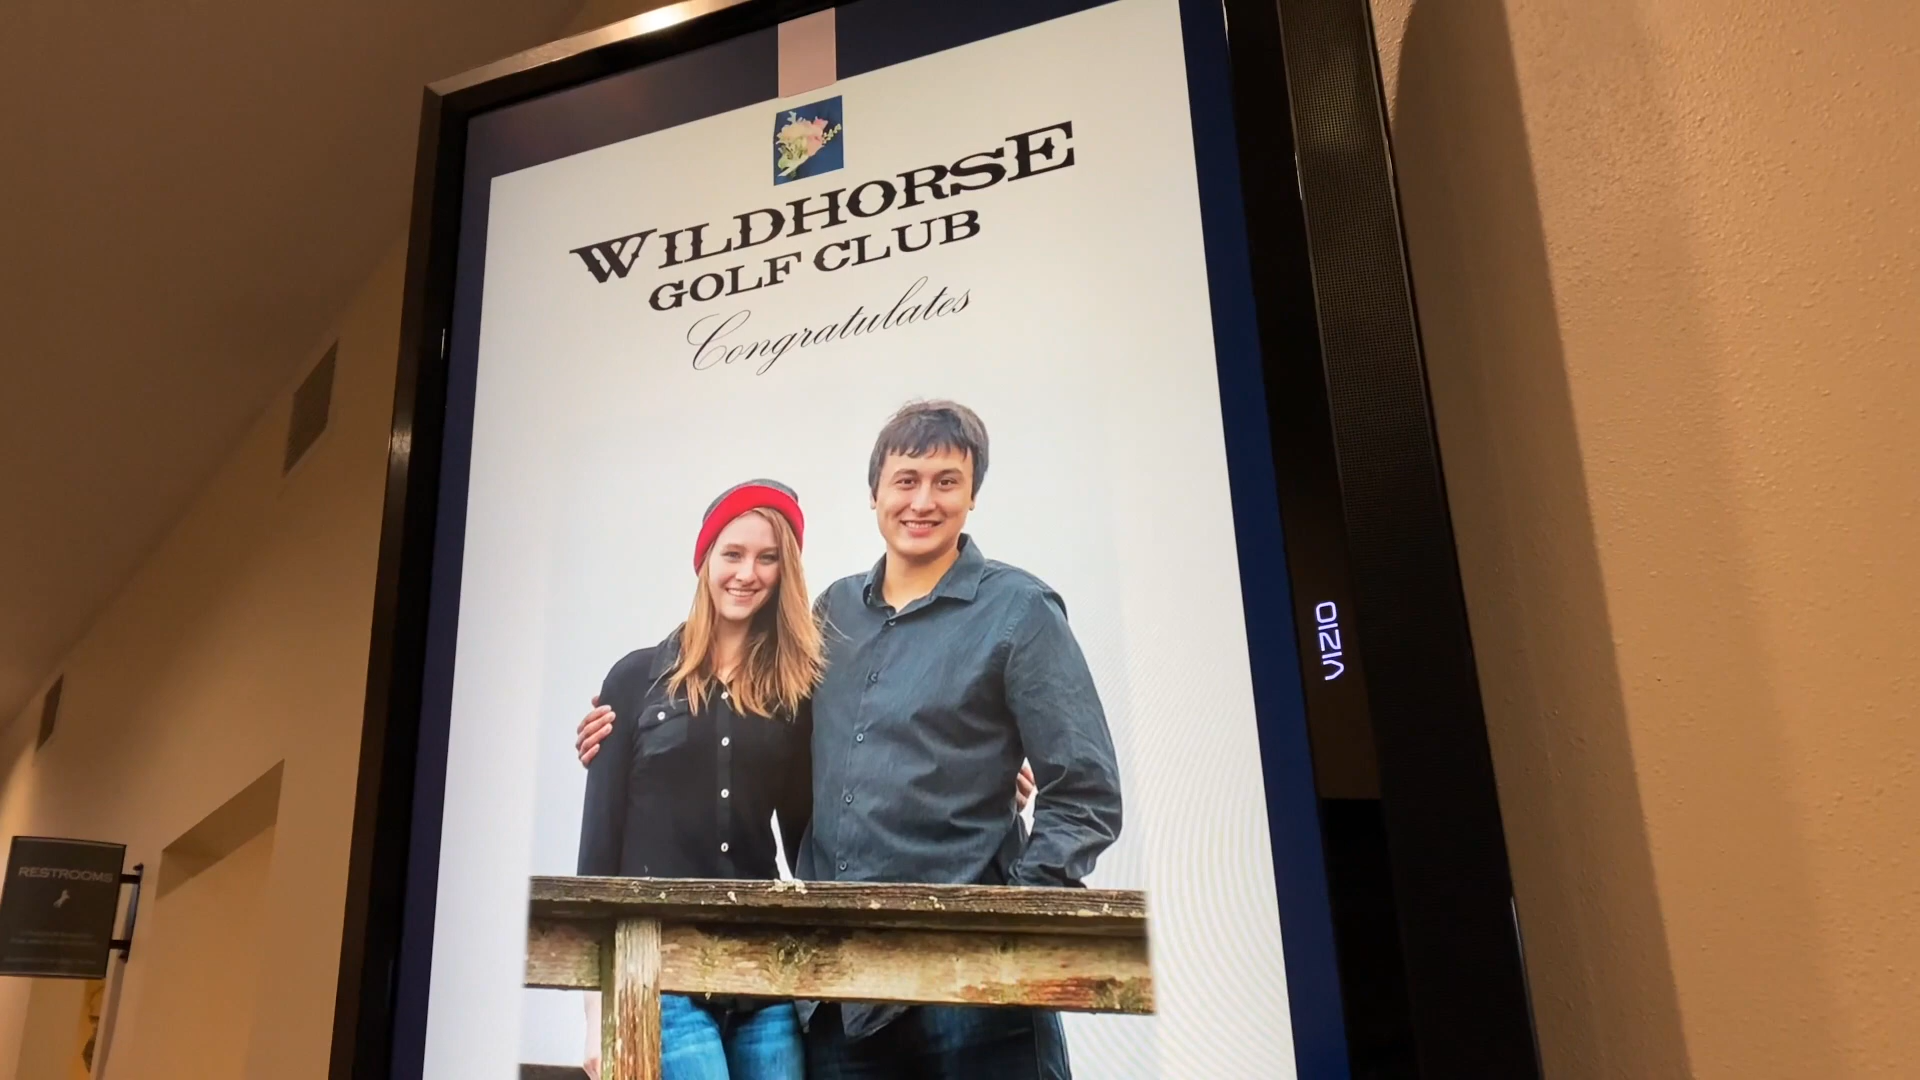 WILDHORSE
GOLF CLUB
Congratulates
VIZIO
RESTROOMS